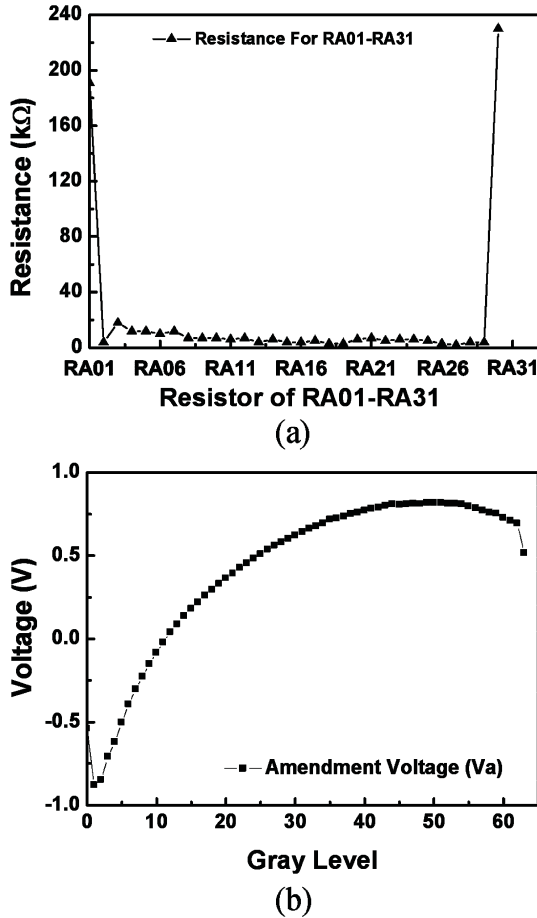 240
200
160
120
80
40
0
Resistance (kΩ)
Resistance For RA01-RA31
RA01 RA06 RA11 RA16 RA21 RA26 RA31
Resistor of RA01-RA31
(a)
1.0
0.5
0.0
-0.5
-1.0
Voltage (V)
Amendment Voltage (Va)
0 10 20 30 40 50 60
Gray Level
(b)